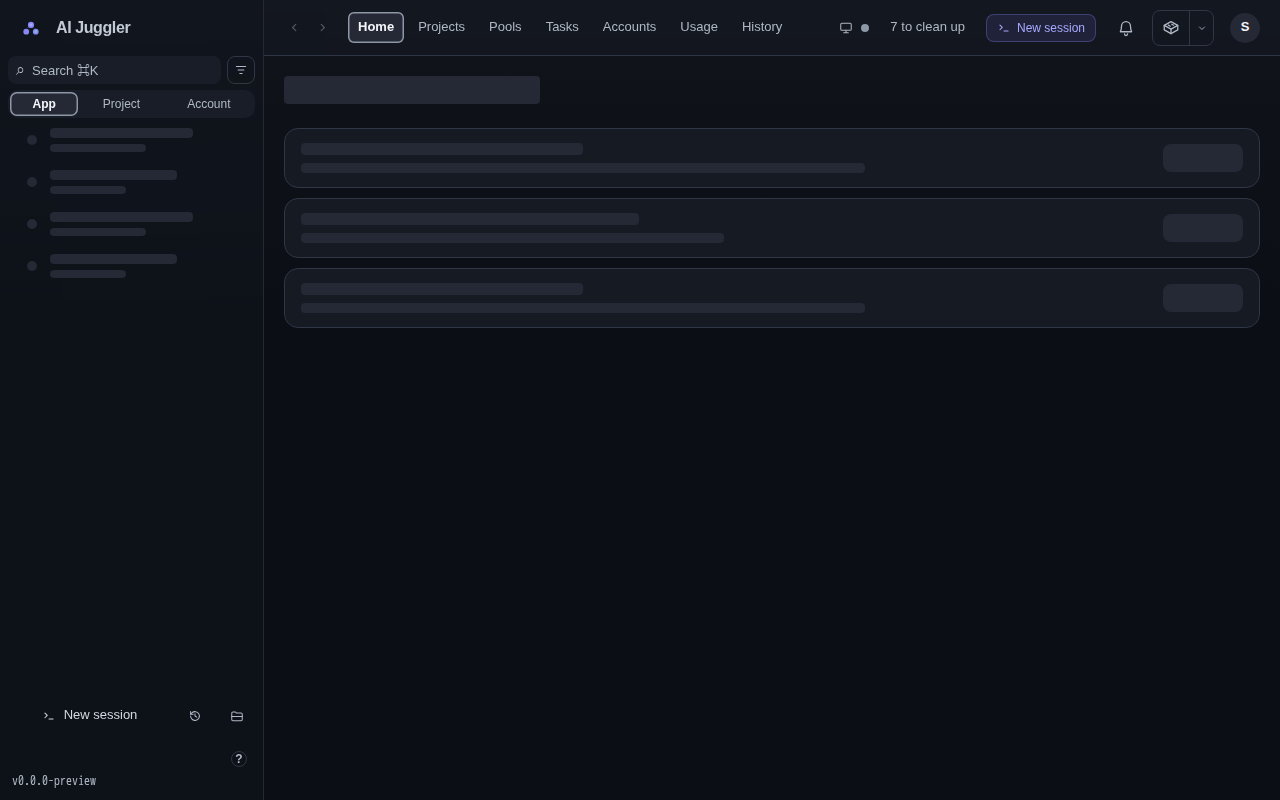 AI Juggler
Search ⌘K
App Project Account
Home Projects Pools Tasks Accounts Usage History
7 to clean up
New session
S
New session
?
v0.0.0-preview